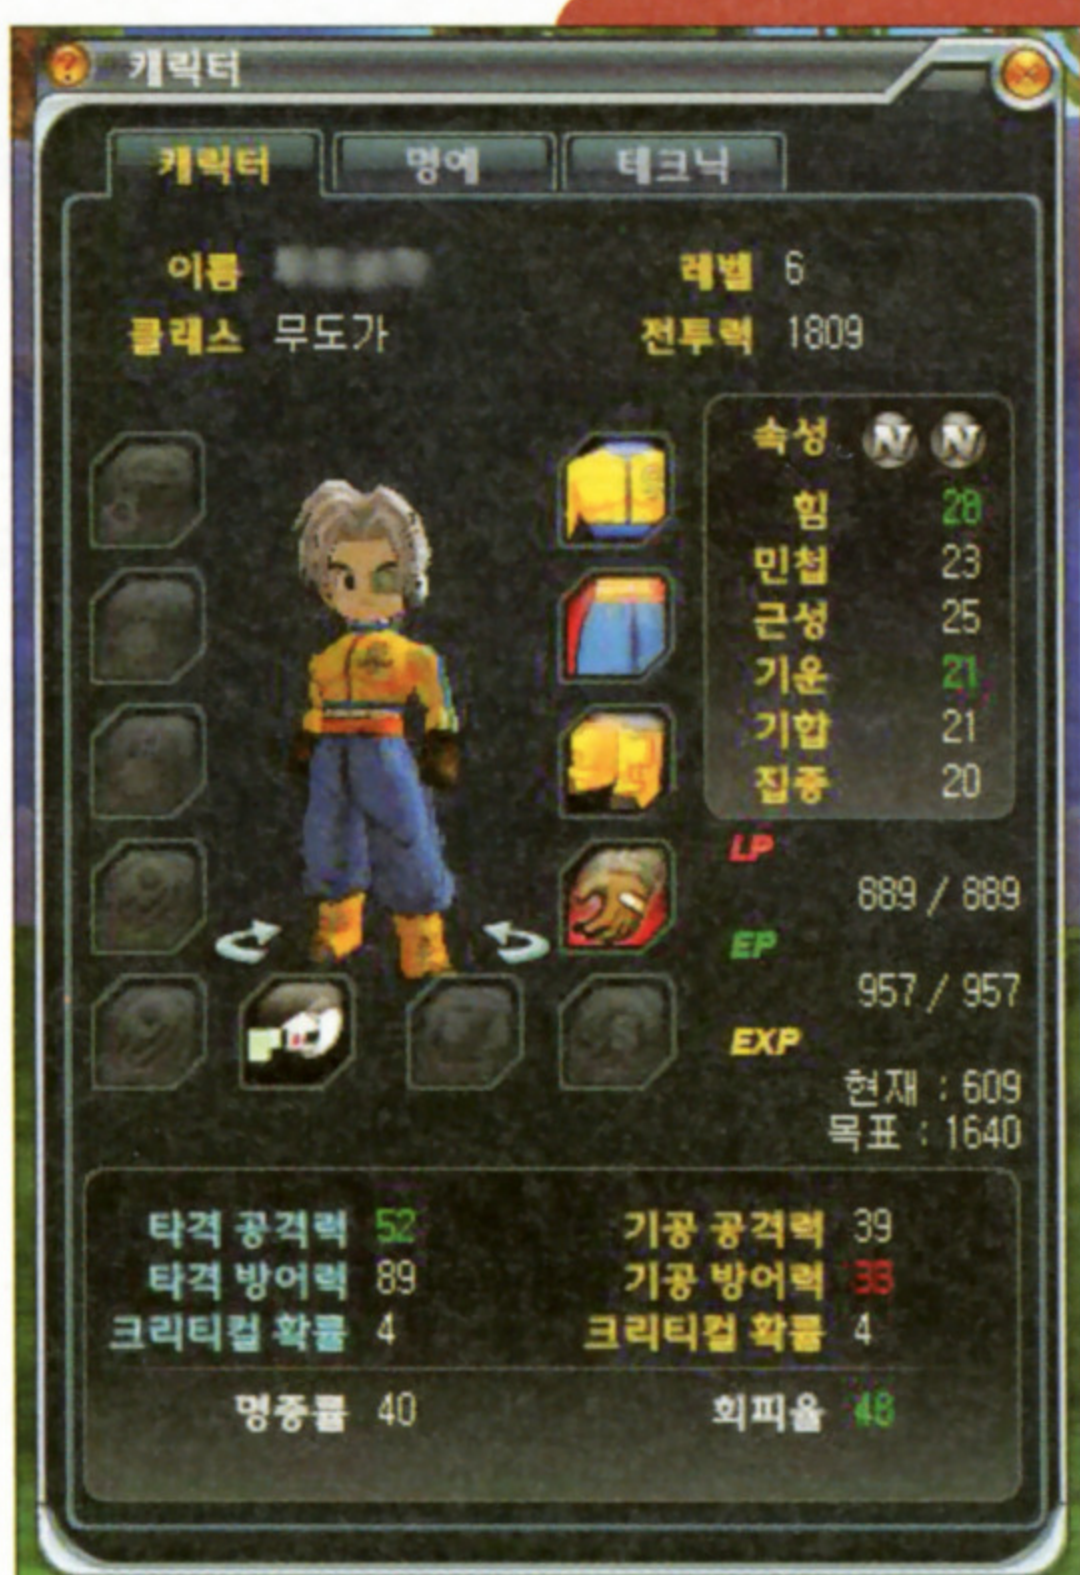 캐릭터
캐릭터 명예 테크닉
이름 레벨 6
클래스 무도가 전투력 1809
속성 N N
힘 28
민첩 23
근성 25
기운 21
기합 21
집중 20
LP
889 / 889
EP
957 / 957
EXP
현재 : 609
목표 : 1640
타격 공격력 52 기공 공격력 39
타격 방어력 89 기공 방어력 33
크리티컬 확률 4 크리티컬 확률 4
명중률 40 회피율 48